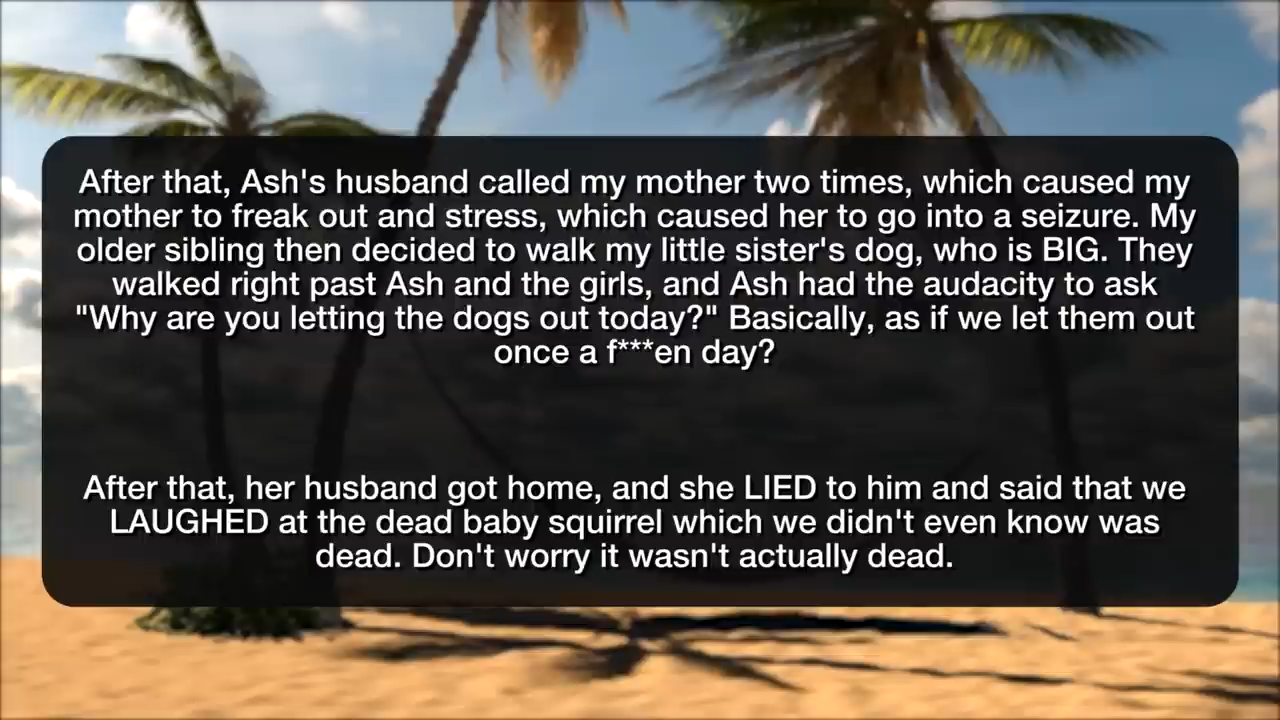 After that, Ash's husband called my mother two times, which caused my
mother to freak out and stress, which caused her to go into a seizure. My
older sibling then decided to walk my little sister's dog, who is BIG. They
walked right past Ash and the girls, and Ash had the audacity to ask
"Why are you letting the dogs out today?" Basically, as if we let them out
once a f***en day?
After that, her husband got home, and she LIED to him and said that we
LAUGHED at the dead baby squirrel which we didn't even know was
dead. Don't worry it wasn't actually dead.